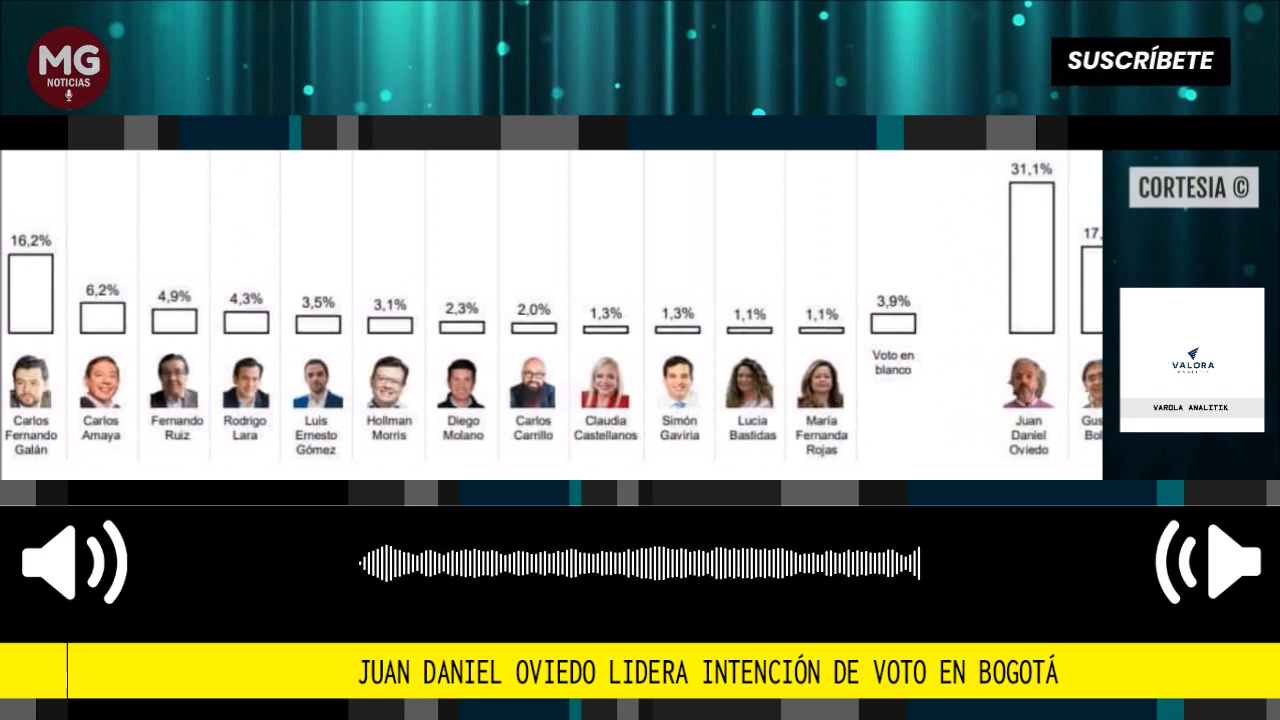 MG
NOTICIAS
SUSCRÍBETE
CORTESIA ©
16,2%
6,2%
4,9%
4,3%
3,5%
3,1%
2,3%
2,0%
1,3%
1,3%
1,1%
1,1%
3,9%
31,1%
17,
Carlos
Fernando
Galán
Carlos
Amaya
Fernando
Ruiz
Rodrigo
Lara
Luis
Ernesto
Gómez
Hollman
Morris
Diego
Molano
Carlos
Carrillo
Claudia
Castellanos
Simón
Gaviria
Lucia
Bastidas
María
Fernanda
Rojas
Voto en
blanco
Juan
Daniel
Oviedo
Gus
Bol
VALORA
VAROLA ANALITIK
JUAN DANIEL OVIEDO LIDERA INTENCIÓN DE VOTO EN BOGOTÁ